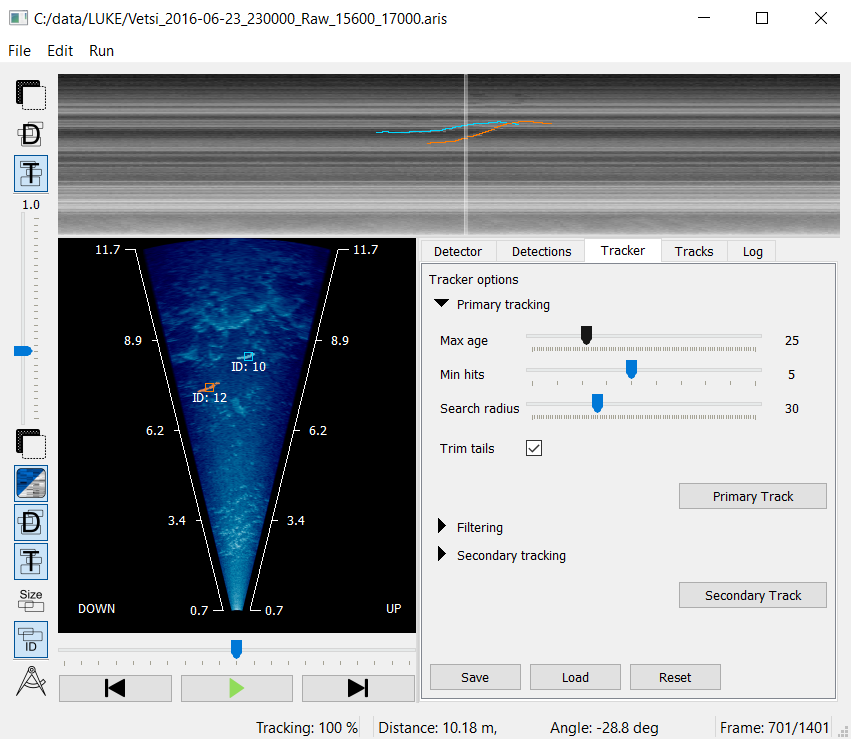 C:/data/LUKE/Vetsi_2016-06-23_230000_Raw_15600_17000.aris
File Edit Run
D
T
1.0
D
T
Size
ID
11.7 11.7
8.9 8.9
ID: 10
ID: 12
6.2 6.2
3.4 3.4
DOWN 0.7 0.7 UP
Detector Detections Tracker Tracks Log
Tracker options
Primary tracking
Max age 25
Min hits 5
Search radius 30
Trim tails
Primary Track
Filtering
Secondary tracking
Secondary Track
Save Load Reset
Tracking: 100 % Distance: 10.18 m, Angle: -28.8 deg Frame: 701/1401